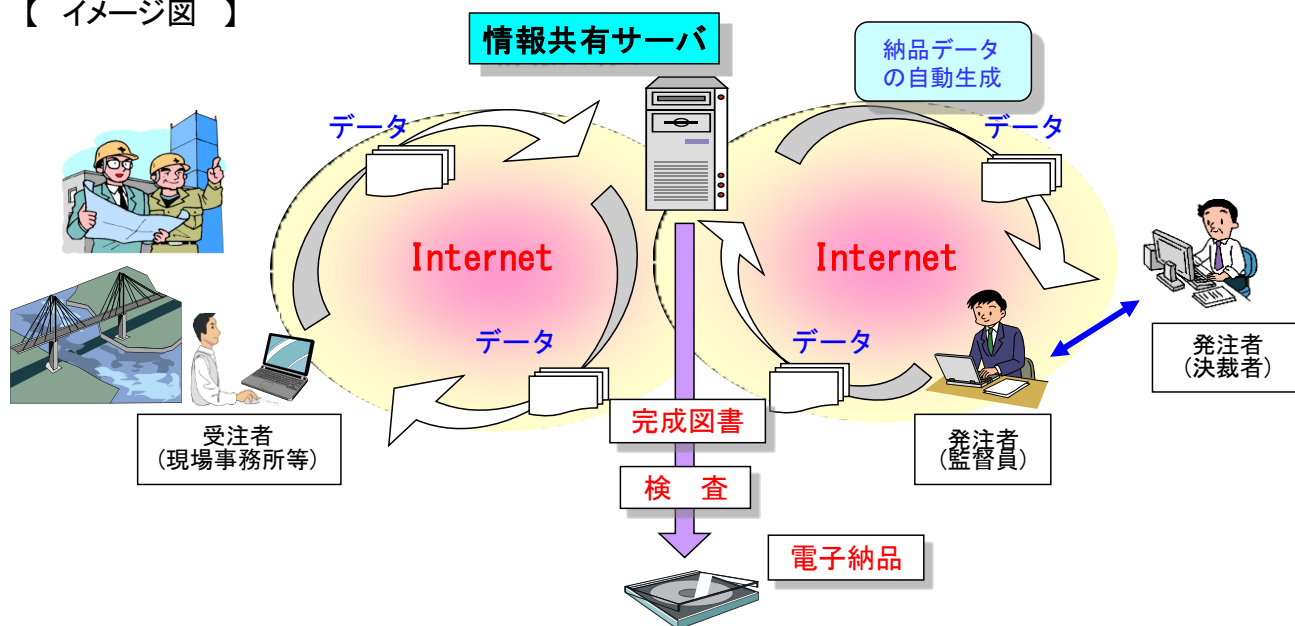 【　イメージ図　】
情報共有サーバ
納品データ
の自動生成
データ
データ
Internet
Internet
データ
データ
発注者
(決裁者)
完成図書
受注者
(現場事務所等)
発注者
(監督員)
検　査
電子納品